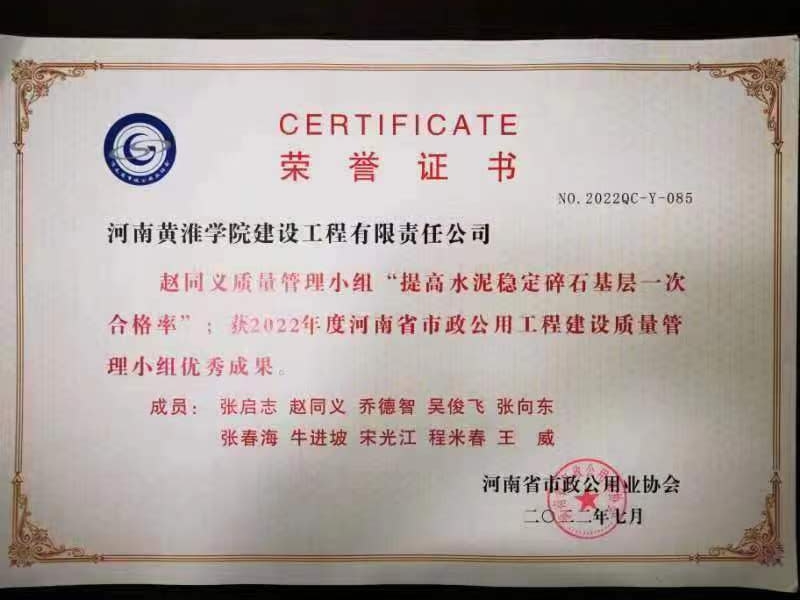 CERTIFICATE
荣誉证书
NO.2022QC-Y-085
河南黄淮学院建设工程有限责任公司
赵同义质量管理小组“提高水泥稳定碎石基层一次
合格率”；获2022年度河南省市政公用工程建设质量管
理小组优秀成果。
成员：张启志 赵同义 乔德智 吴俊飞 张向东
张春海 牛进坡 宋光江 程米春 王 威
河南省市政公用业协会
二〇二二年七月